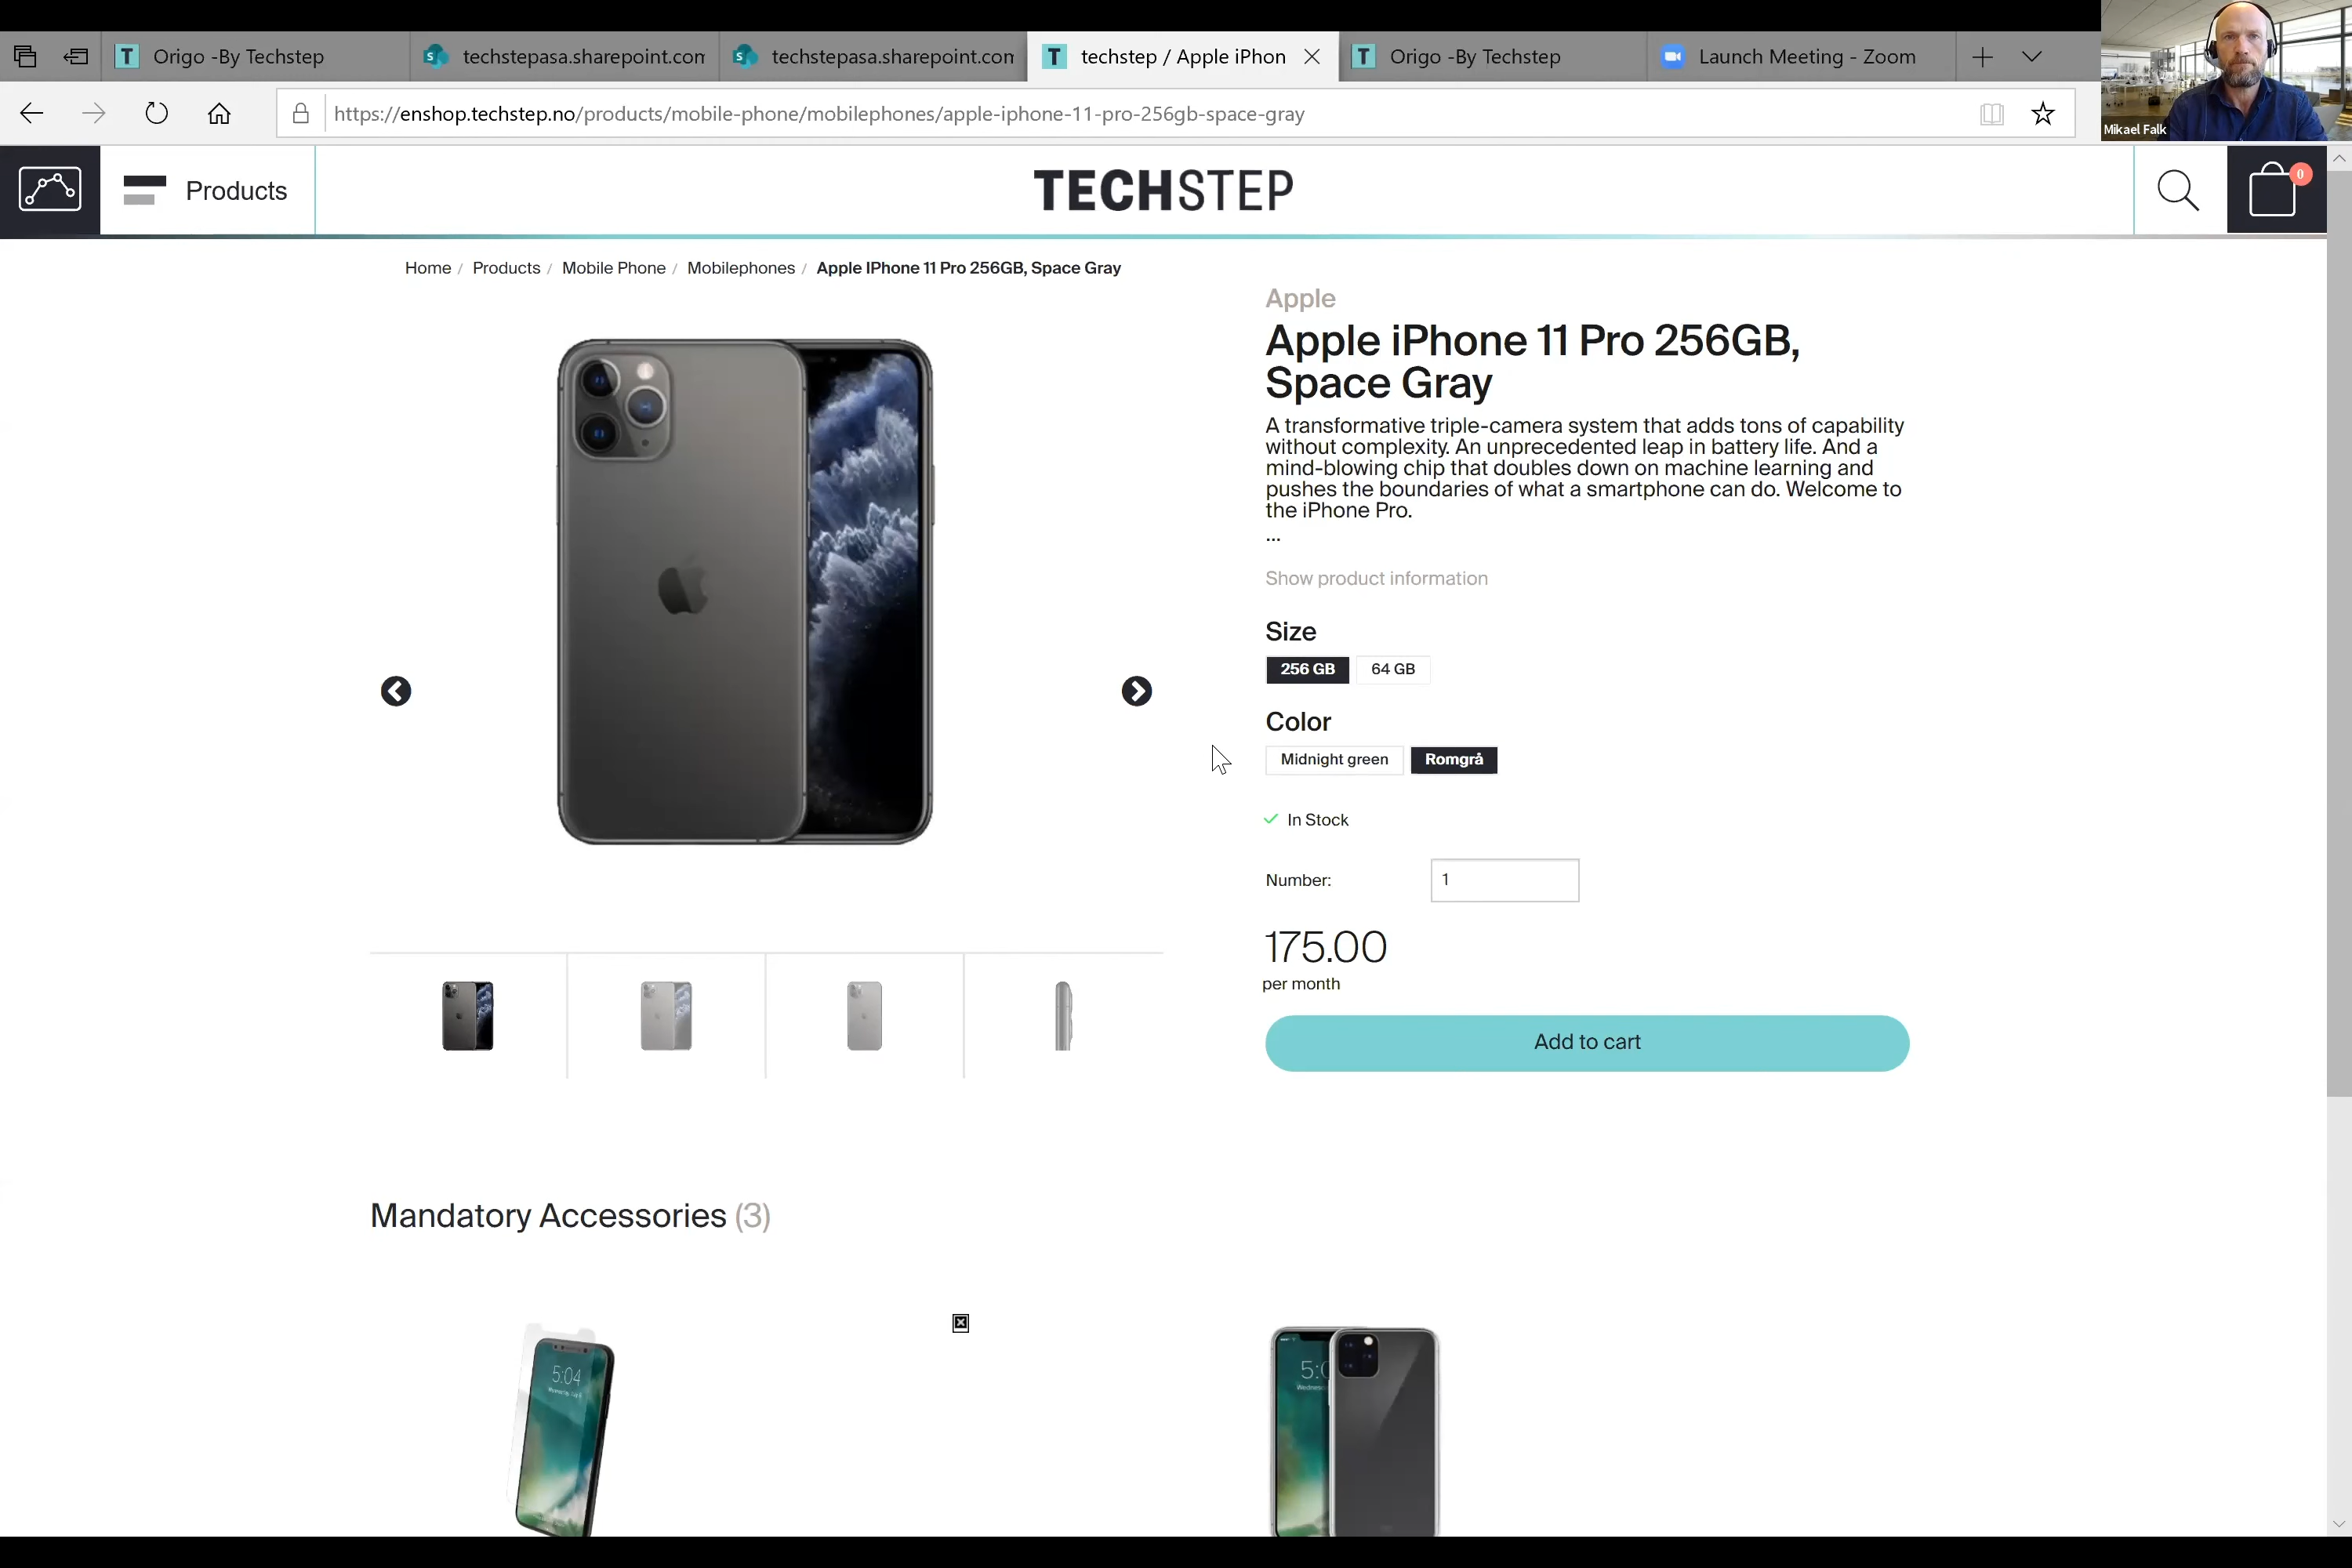 Origo -By Techstep
techstepasa.sharepoint.com
techstepasa.sharepoint.com
techstep / Apple iPhon
Origo -By Techstep
Launch Meeting - Zoom
https://enshop.techstep.no/products/mobile-phone/mobilephones/apple-iphone-11-pro-256gb-space-gray
Mikael Falk
Products
TECHSTEP
0
Home / Products / Mobile Phone / Mobilephones / Apple IPhone 11 Pro 256GB, Space Gray
Apple
Apple iPhone 11 Pro 256GB,
Space Gray
A transformative triple-camera system that adds tons of capability
without complexity. An unprecedented leap in battery life. And a
mind-blowing chip that doubles down on machine learning and
pushes the boundaries of what a smartphone can do. Welcome to
the iPhone Pro.
...
Show product information
Size
256 GB
64 GB
Color
Midnight green
Romgrå
In Stock
Number:
1
175.00
per month
Add to cart
Mandatory Accessories (3)
5:04
5:0